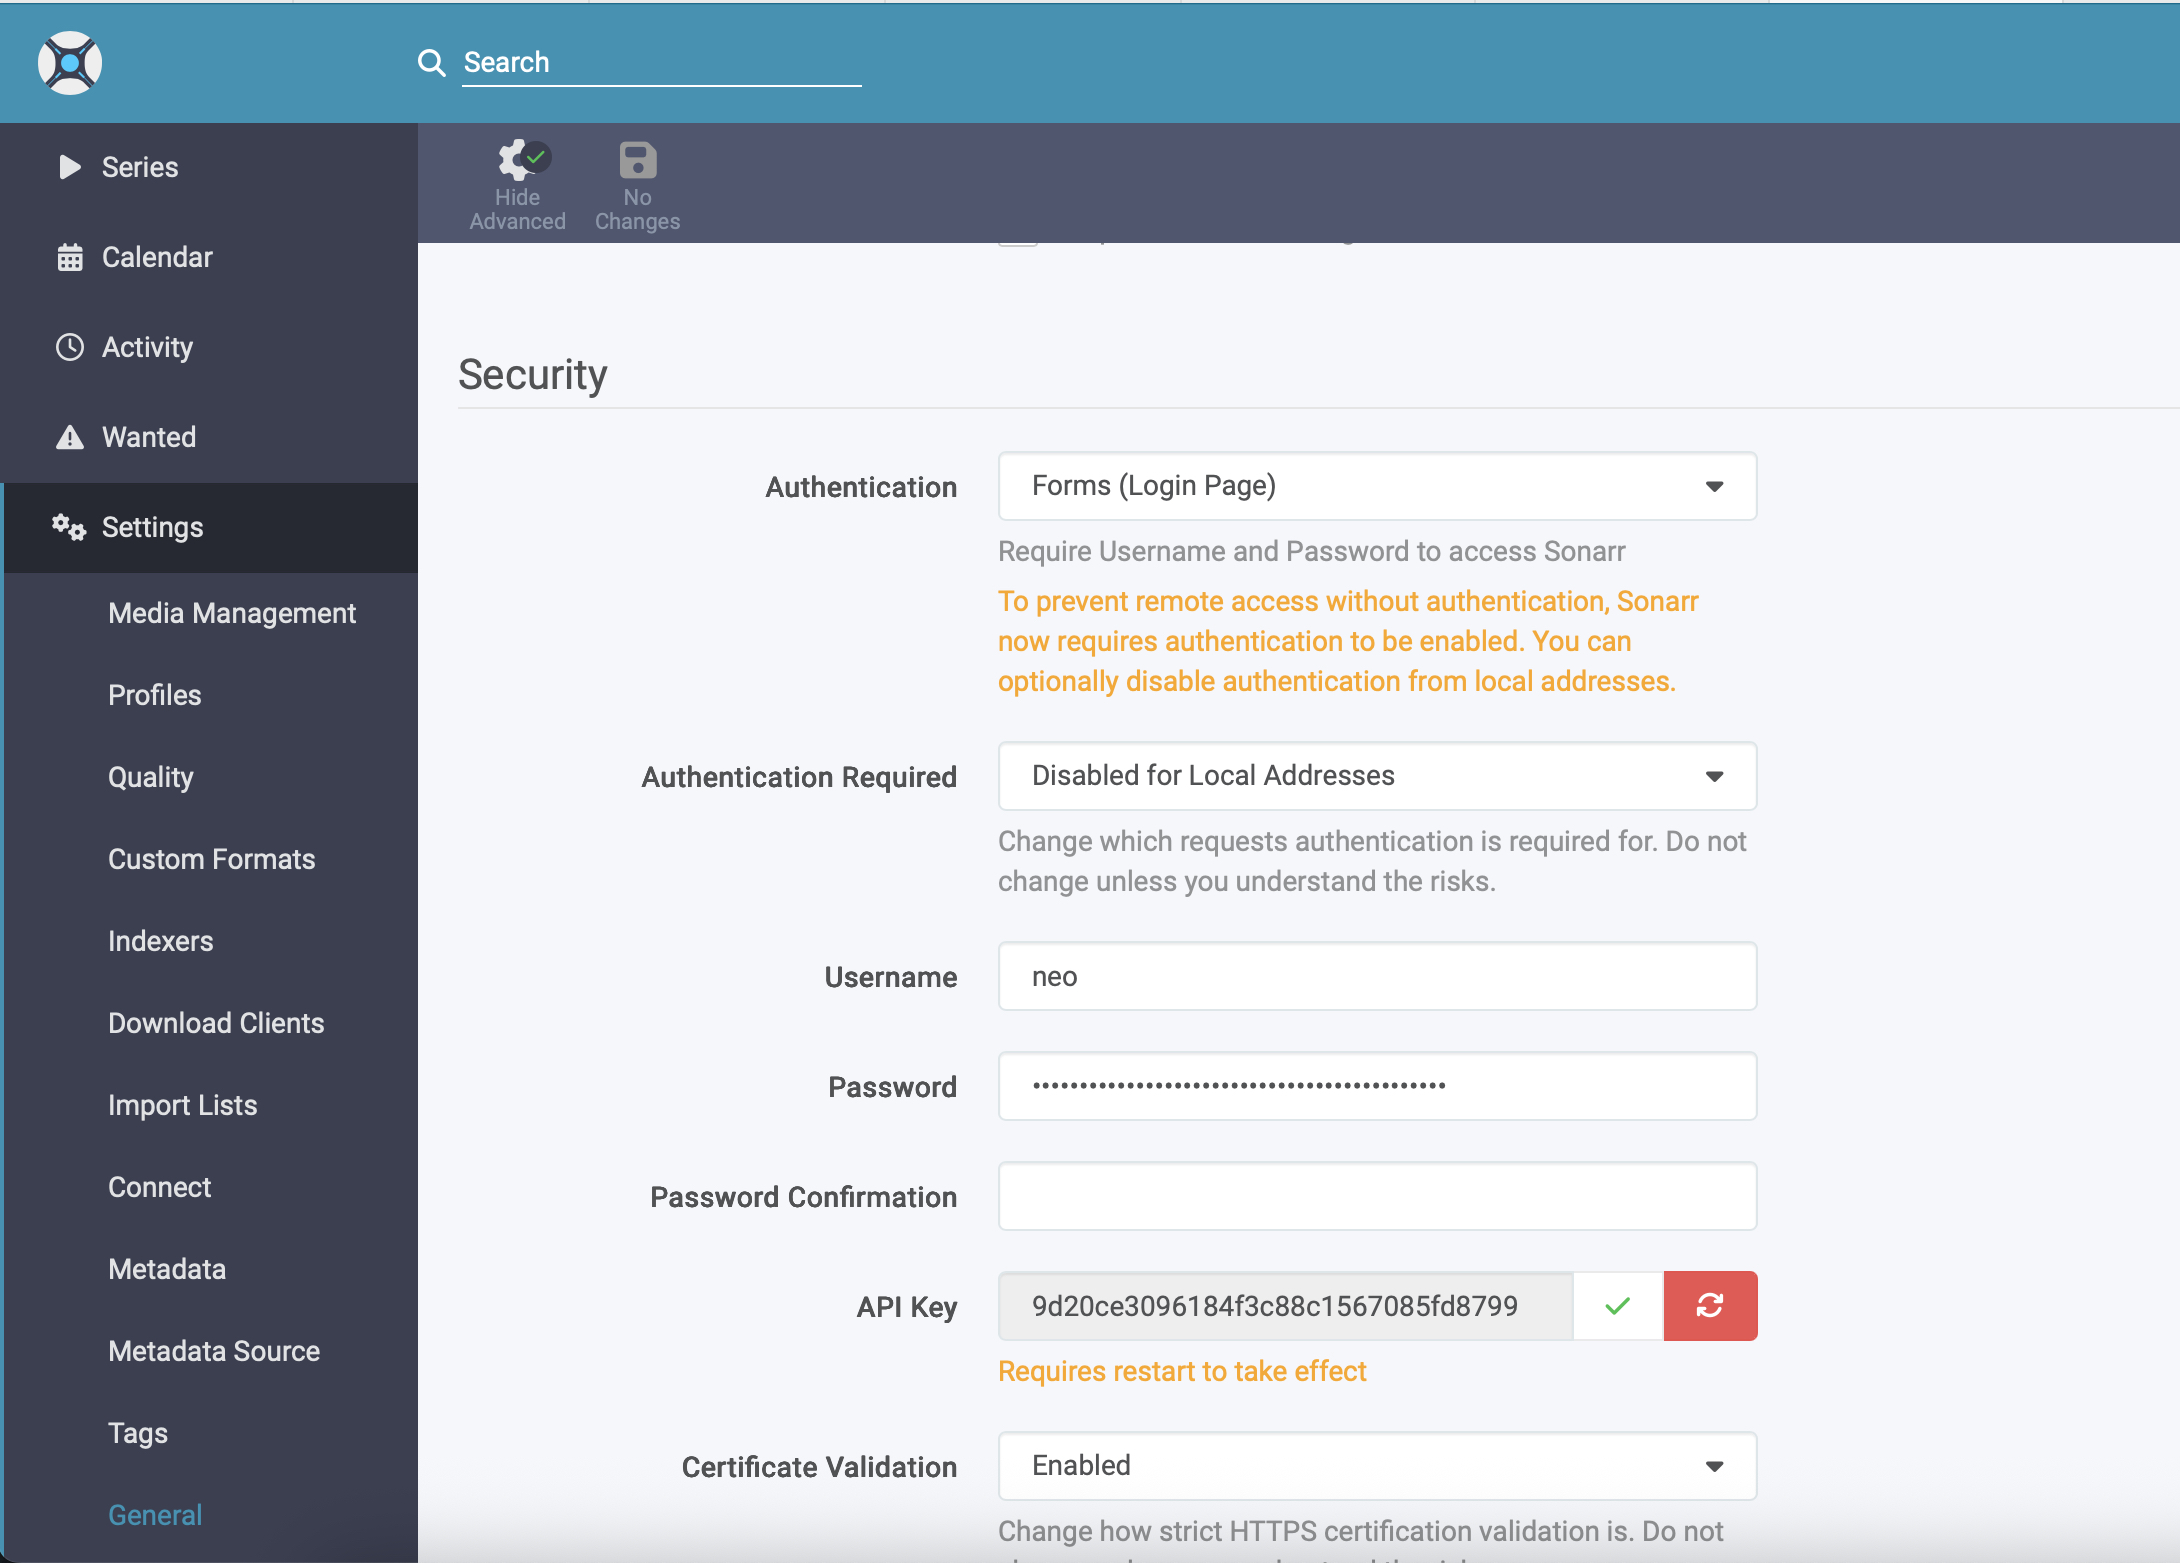 Search
Series
Calendar
Activity
Wanted
Settings
Media Management
Profiles
Quality
Custom Formats
Indexers
Download Clients
Import Lists
Connect
Metadata
Metadata Source
Tags
General
Hide
Advanced
No
Changes
Security
Authentication
Forms (Login Page)
Require Username and Password to access Sonarr
To prevent remote access without authentication, Sonarr
now requires authentication to be enabled. You can
optionally disable authentication from local addresses.
Authentication Required
Disabled for Local Addresses
Change which requests authentication is required for. Do not
change unless you understand the risks.
Username
neo
Password
••••••••••••••••••••••••••••••••••••••••••••
Password Confirmation
API Key
9d20ce3096184f3c88c1567085fd8799
Requires restart to take effect
Certificate Validation
Enabled
Change how strict HTTPS certification validation is. Do not